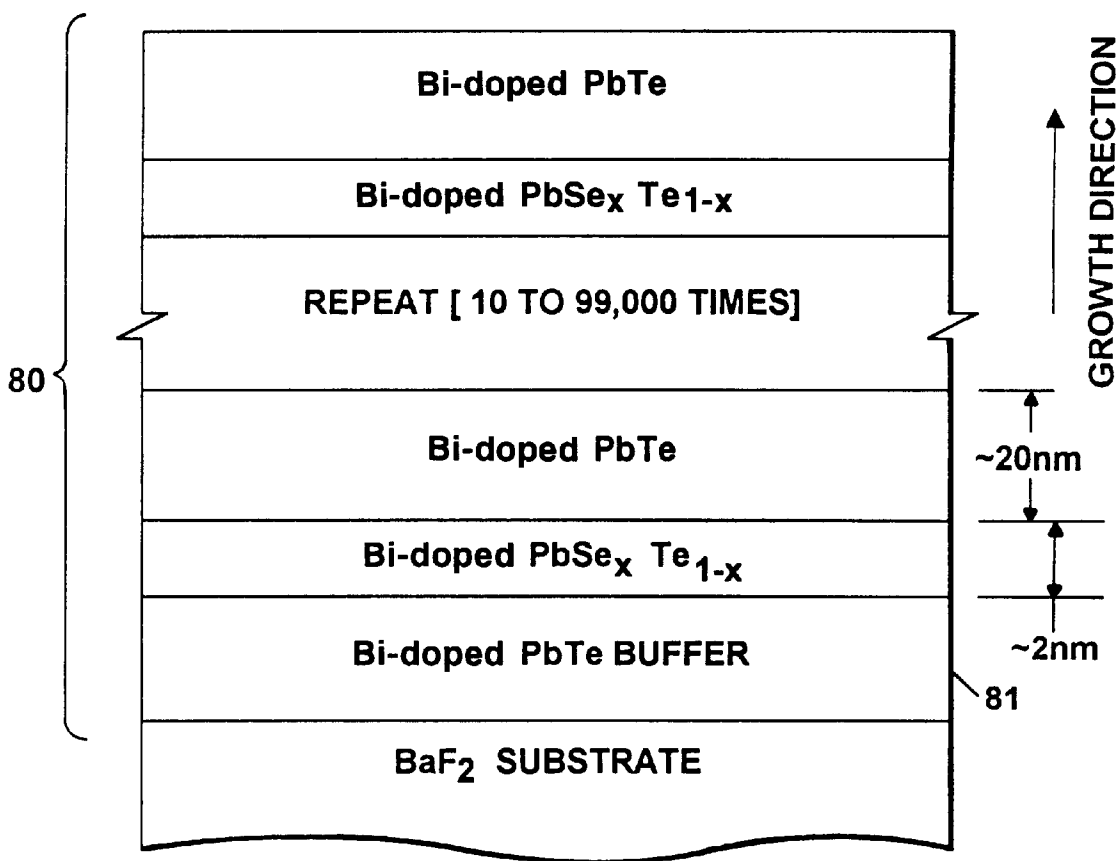 Bi-doped PbTe
Bi-doped PbSeₓ Te₁₋ₓ
REPEAT [ 10 TO 99,000 TIMES]
80
Bi-doped PbTe
~20nm
Bi-doped PbSeₓ Te₁₋ₓ
Bi-doped PbTe BUFFER
~2nm
81
BaF₂ SUBSTRATE
GROWTH DIRECTION